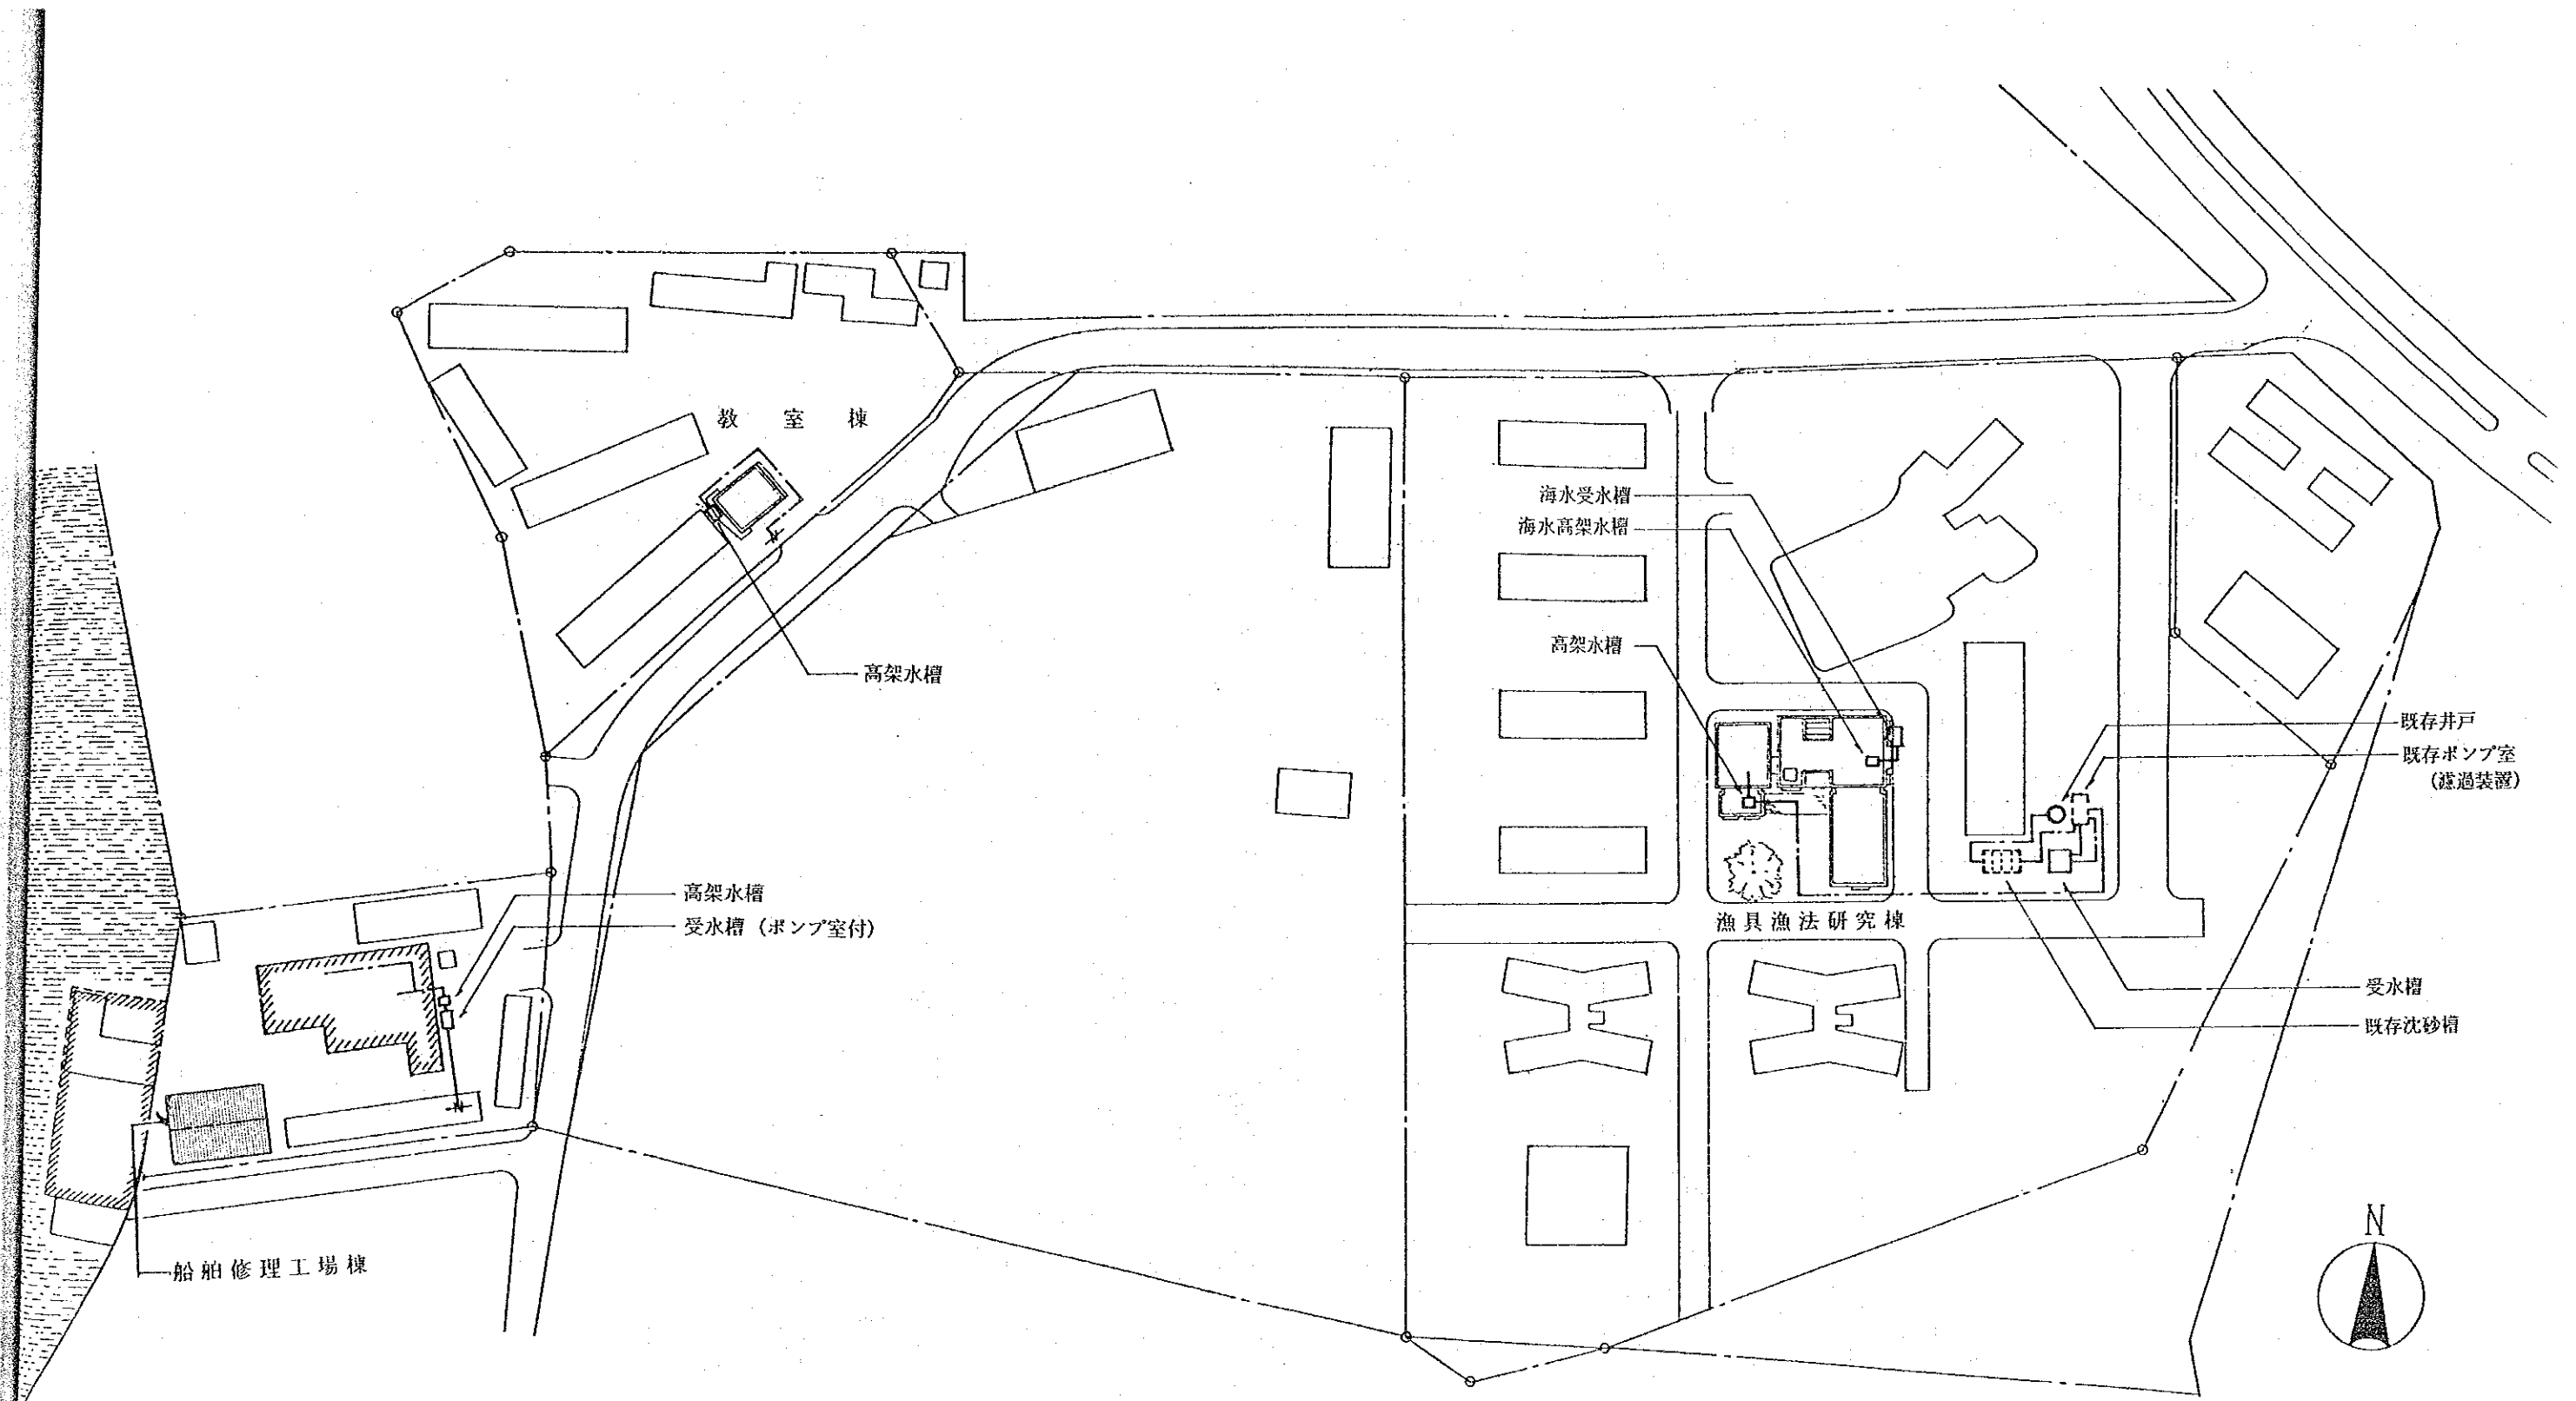 教室棟
海水受水槽
海水高架水槽
高架水槽
高架水槽
既存井戸
既存ポンプ室
（濾過装置）
高架水槽
受水槽（ポンプ室付）
漁具漁法研究棟
受水槽
既存沈砂槽
N
船舶修理工場棟